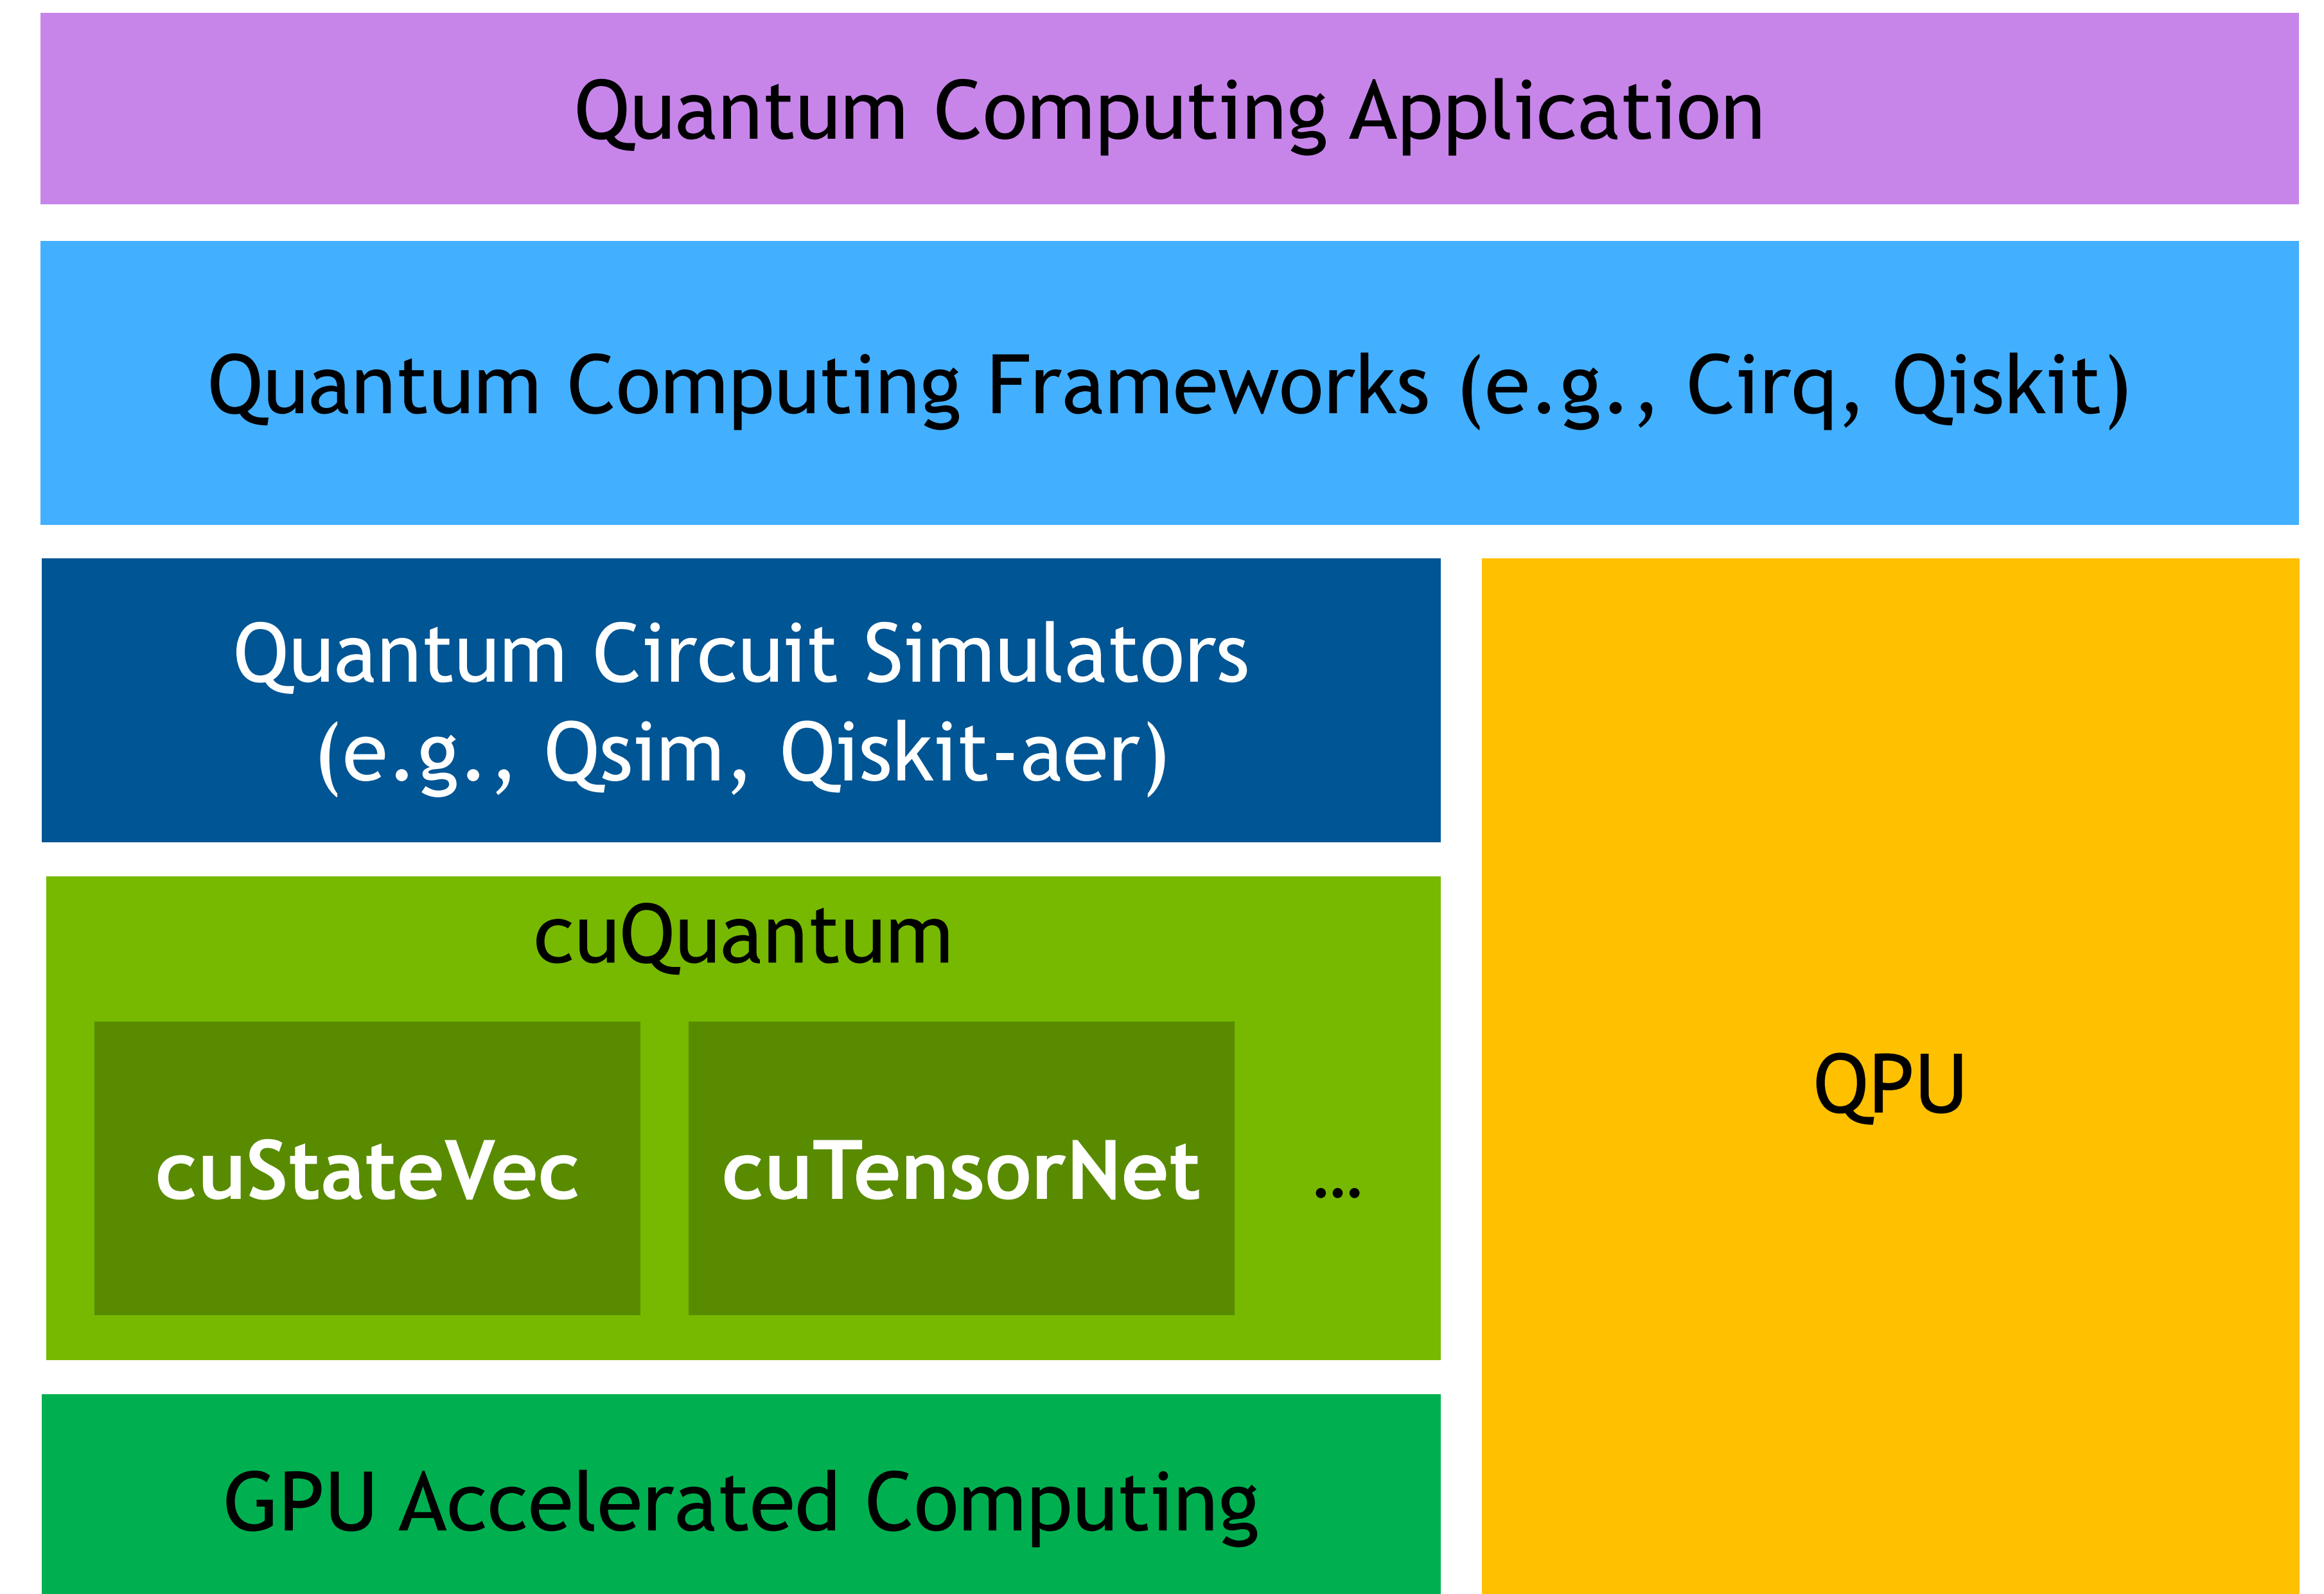 Quantum Computing Application
Quantum Computing Frameworks (e.g., Cirq, Qiskit)
Quantum Circuit Simulators
(e.g., Qsim, Qiskit-aer)
cuQuantum
cuStateVec
cuTensorNet
...
QPU
GPU Accelerated Computing